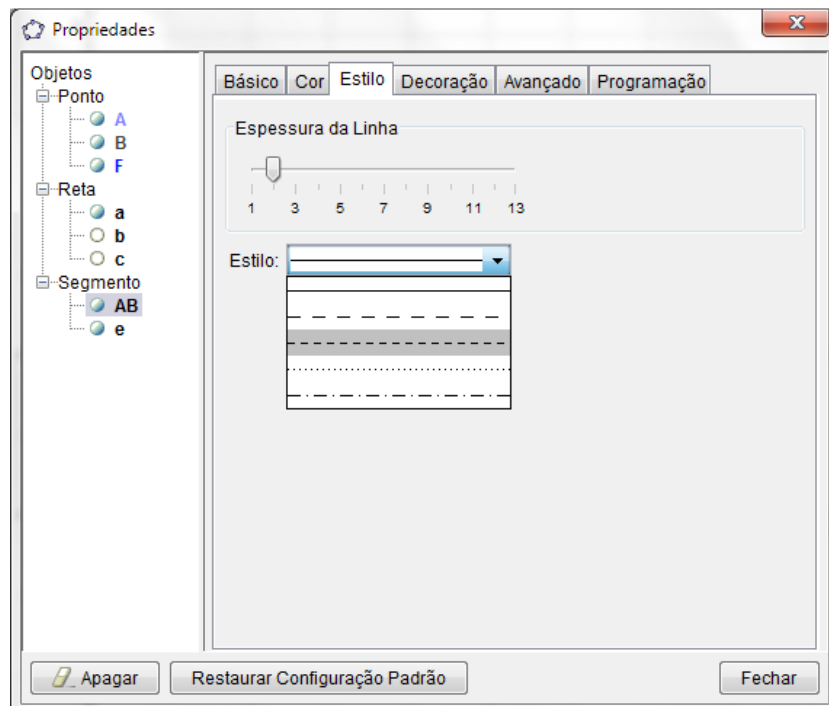 Propriedades
Objetos
Ponto
A
B
F
Reta
a
b
c
Segmento
AB
e
Básico Cor Estilo Decoração Avançado Programação
Espessura da Linha
1 3 5 7 9 11 13
Estilo:
Apagar Restaurar Configuração Padrão Fechar